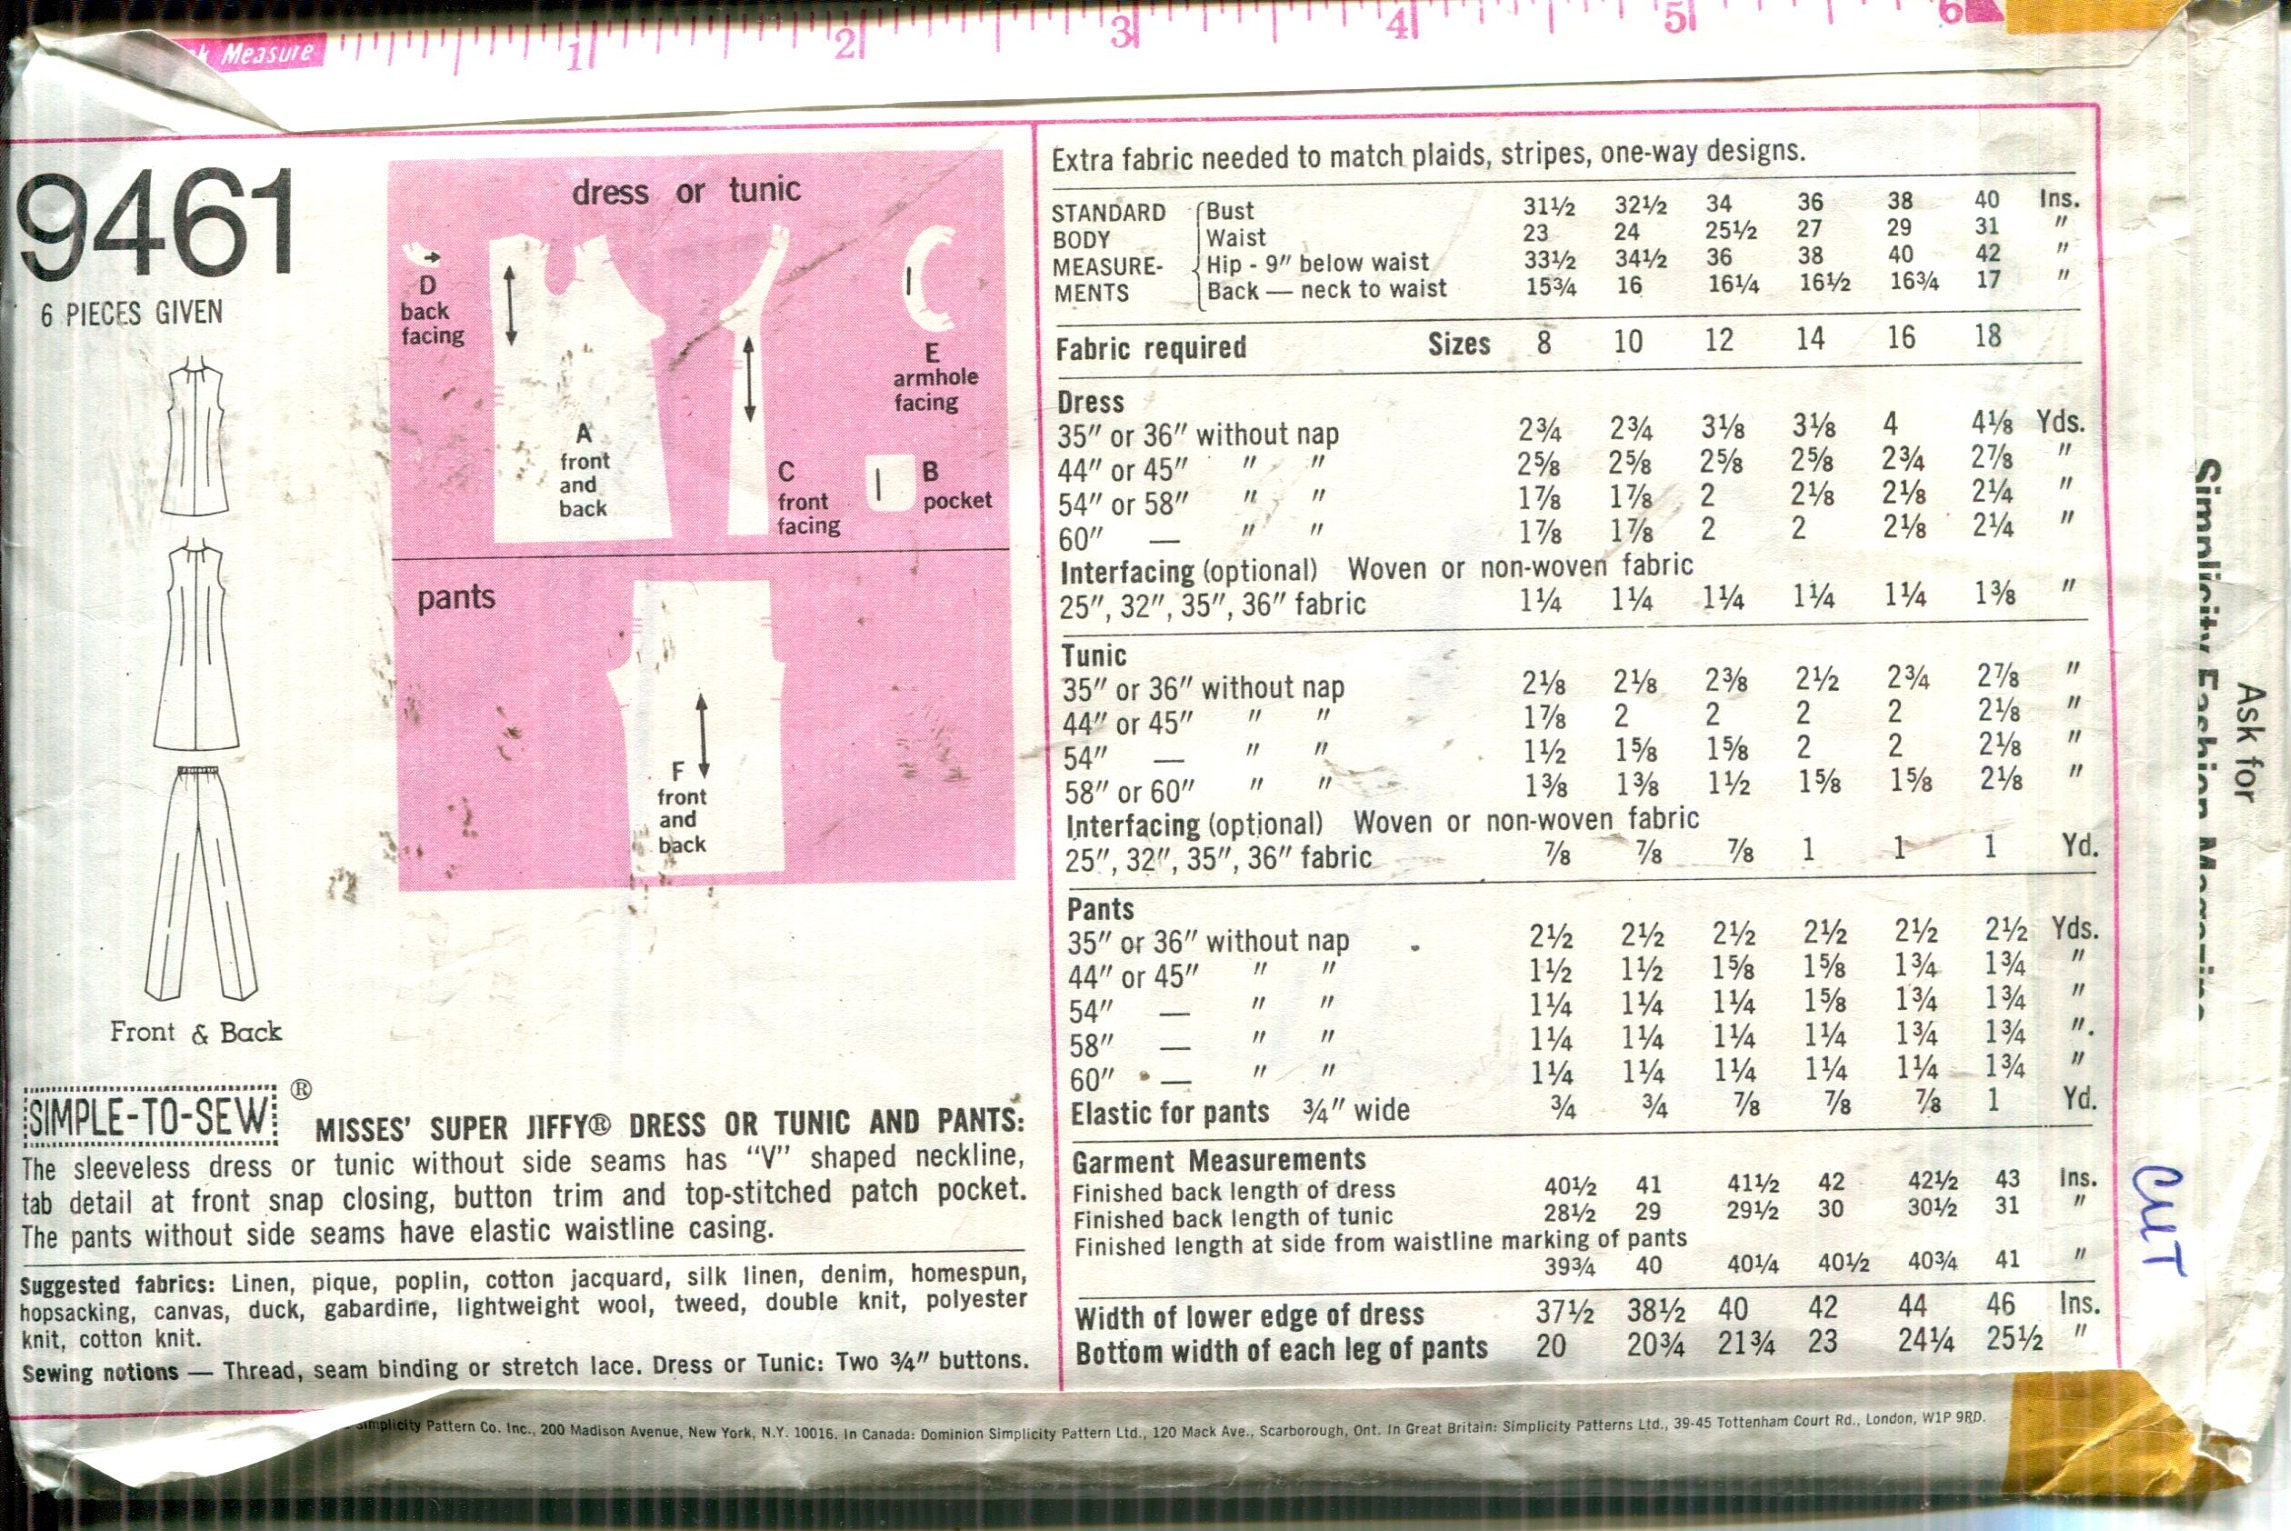 Measure
1 2 3 4 5 6
9461
6 PIECES GIVEN
dress or tunic
D
back
facing
A
front
and
back
C
front
facing
E
armhole
facing
B
pocket
pants
F
front
and
back
Front & Back
SIMPLE-TO-SEW ®
MISSES' SUPER JIFFY® DRESS OR TUNIC AND PANTS:
The sleeveless dress or tunic without side seams has "V" shaped neckline,
tab detail at front snap closing, button trim and top-stitched patch pocket.
The pants without side seams have elastic waistline casing.
Suggested fabrics: Linen, pique, poplin, cotton jacquard, silk linen, denim, homespun,
hopsacking, canvas, duck, gabardine, lightweight wool, tweed, double knit, polyester
knit, cotton knit.
Sewing notions — Thread, seam binding or stretch lace. Dress or Tunic: Two ¾" buttons.
Extra fabric needed to match plaids, stripes, one-way designs.
STANDARD Bust 31½ 32½ 34 36 38 40 Ins.
BODY Waist 23 24 25½ 27 29 31 "
MEASURE- Hip - 9" below waist 33½ 34½ 36 38 40 42 "
MENTS Back — neck to waist 15¾ 16 16¼ 16½ 16¾ 17 "
Fabric required Sizes 8 10 12 14 16 18
Dress
35" or 36" without nap 2¾ 2¾ 3⅛ 3⅛ 4 4⅛ Yds.
44" or 45" " " 2⅝ 2⅝ 2⅝ 2⅝ 2¾ 2⅞ "
54" or 58" " " 1⅞ 1⅞ 2 2⅛ 2⅛ 2¼ "
60" — " " 1⅞ 1⅞ 2 2 2⅛ 2¼ "
Interfacing (optional) Woven or non-woven fabric
25", 32", 35", 36" fabric 1¼ 1¼ 1¼ 1¼ 1¼ 1⅜ "
Tunic
35" or 36" without nap 2⅛ 2⅛ 2⅜ 2½ 2¾ 2⅞ "
44" or 45" " " 1⅞ 2 2 2 2 2⅛ "
54" — " " 1½ 1⅝ 1⅝ 2 2 2⅛ "
58" or 60" " " 1⅜ 1⅜ 1½ 1⅝ 1⅝ 2⅛ "
Interfacing (optional) Woven or non-woven fabric
25", 32", 35", 36" fabric ⅞ ⅞ ⅞ 1 1 1 Yd.
Pants
35" or 36" without nap 2½ 2½ 2½ 2½ 2½ 2½ Yds.
44" or 45" " " 1½ 1½ 1⅝ 1⅝ 1¾ 1¾ "
54" — " " 1¼ 1¼ 1¼ 1⅝ 1¾ 1¾ "
58" — " " 1¼ 1¼ 1¼ 1¼ 1¾ 1¾ "
60" — " " 1¼ 1¼ 1¼ 1¼ 1¼ 1¾ "
Elastic for pants ¾" wide ¾ ¾ ⅞ ⅞ ⅞ 1 Yd.
Garment Measurements
Finished back length of dress 40½ 41 41½ 42 42½ 43 Ins.
Finished back length of tunic 28½ 29 29½ 30 30½ 31 "
Finished length at side from waistline marking of pants
39¾ 40 40¼ 40½ 40¾ 41 "
Width of lower edge of dress 37½ 38½ 40 42 44 46 Ins.
Bottom width of each leg of pants 20 20¾ 21¾ 23 24¼ 25½ "
Simplicity Pattern Co. Inc., 200 Madison Avenue, New York, N.Y. 10016. In Canada: Dominion Simplicity Pattern Ltd., 120 Mack Ave., Scarborough, Ont. In Great Britain: Simplicity Patterns Ltd., 39-45 Tottenham Court Rd., London, W1P 9RD.
Ask for
Simplicity Fashion Magazine
CUT